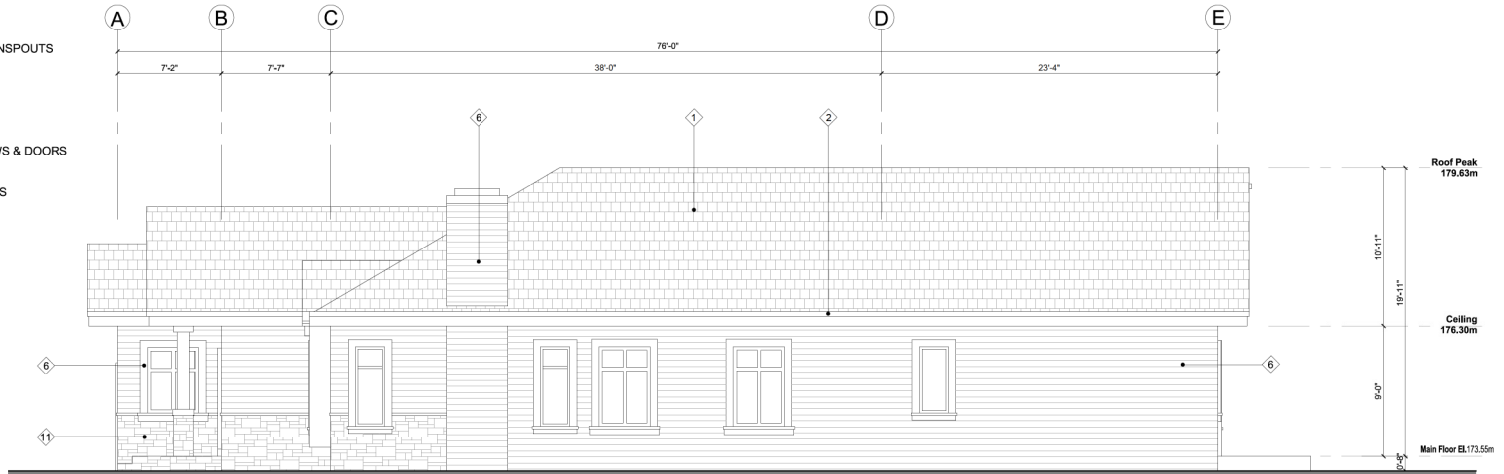 A B C D E
NSPOUTS
76'-0"
7'-2" 7'-7" 38'-0" 23'-4"
6 1 2
& DOORS
S
Roof Peak
179.63m
10'-11"
19'-11"
Ceiling
176.30m
6 6
9'-0"
11
Main Floor El.173.55m
0'-8"